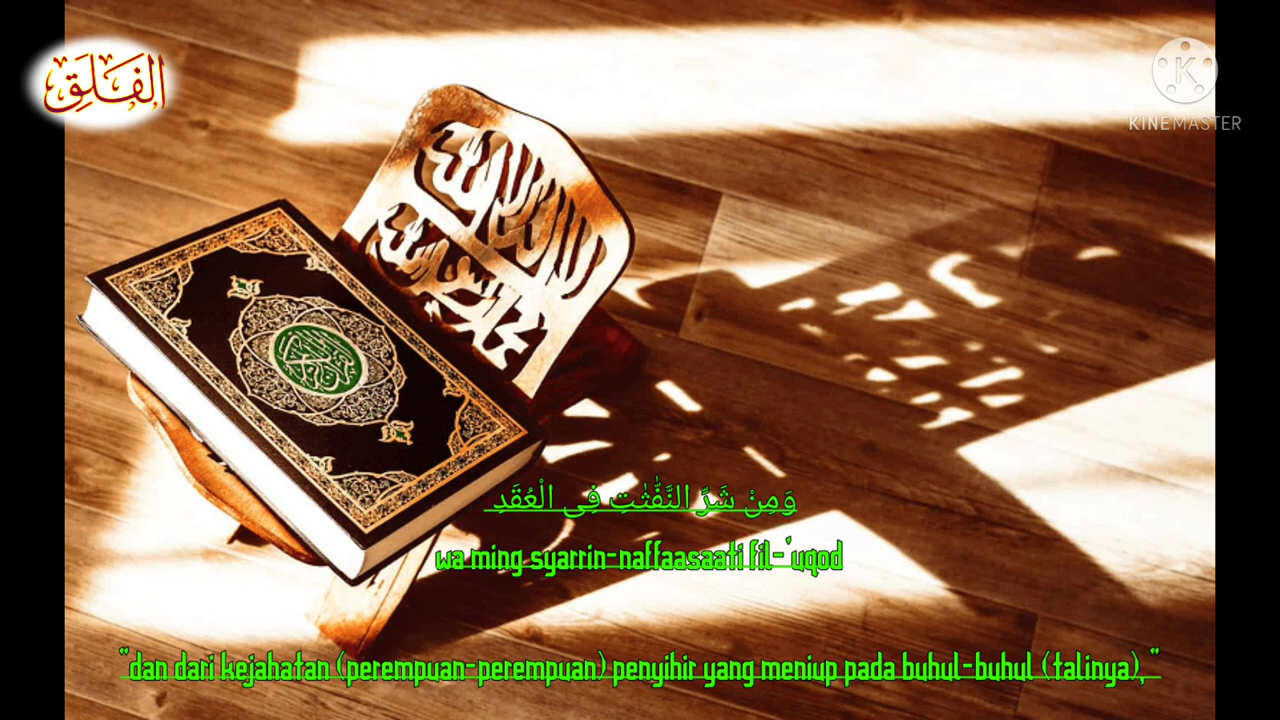 الفَلَقِ
KINEMASTER
وَمِنْ شَرِّ النَّفّٰثٰتِ فِى الْعُقَدِ
wa ming syarrin-naffaasaati fil-'uqod
"dan dari kejahatan (perempuan-perempuan) penyihir yang meniup pada buhul-buhul (talinya),"